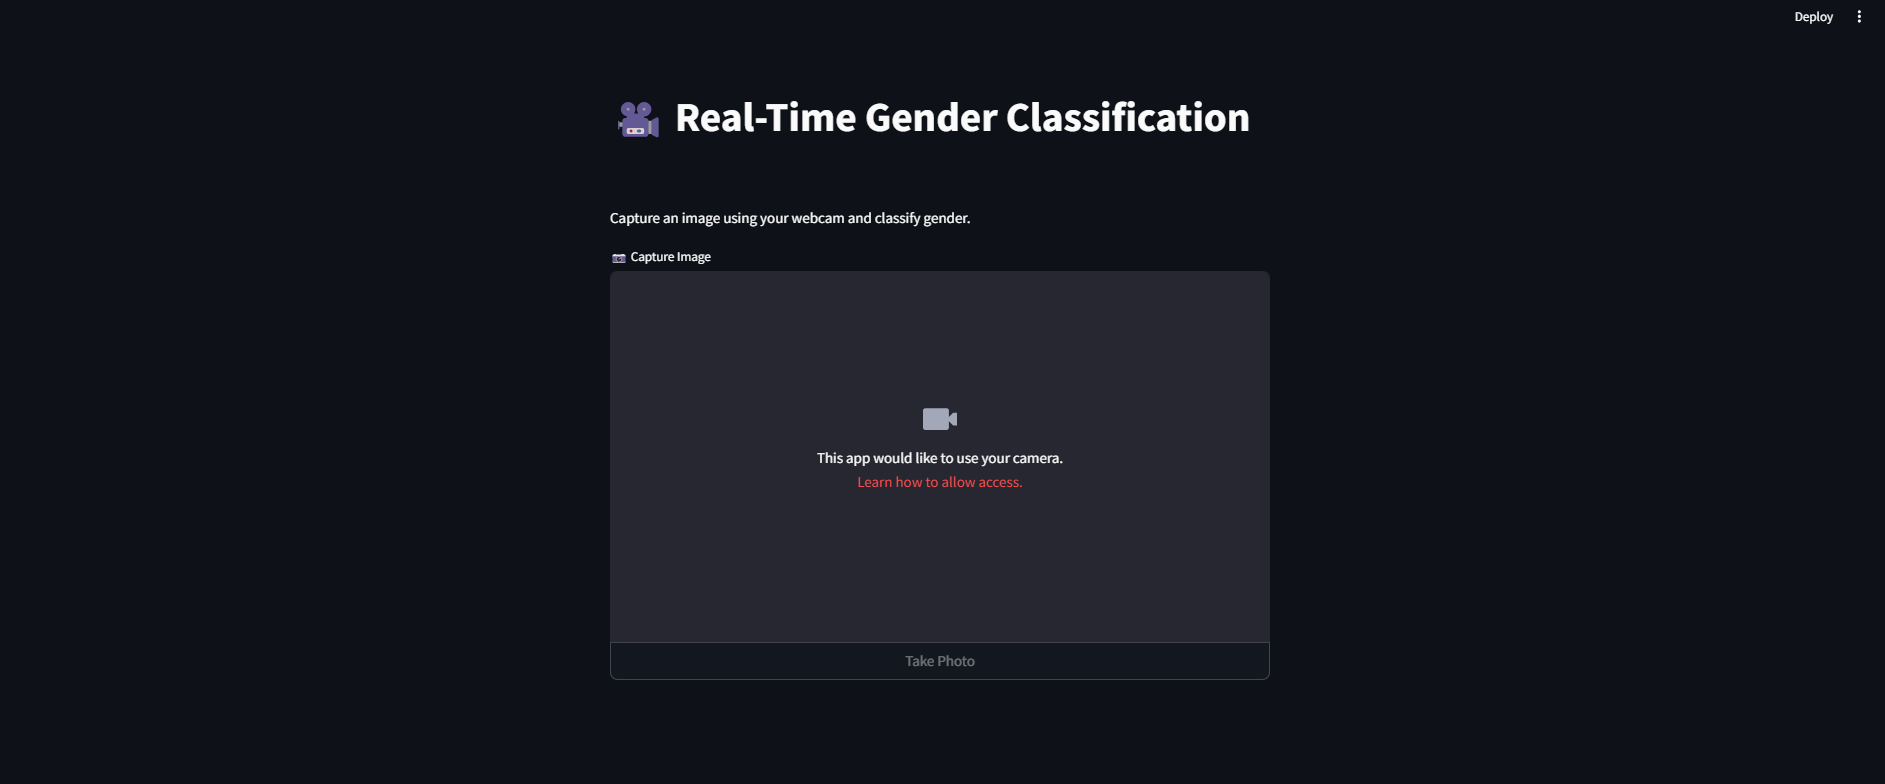 Deploy
Real-Time Gender Classification
Capture an image using your webcam and classify gender.
Capture Image
This app would like to use your camera.
Learn how to allow access.
Take Photo